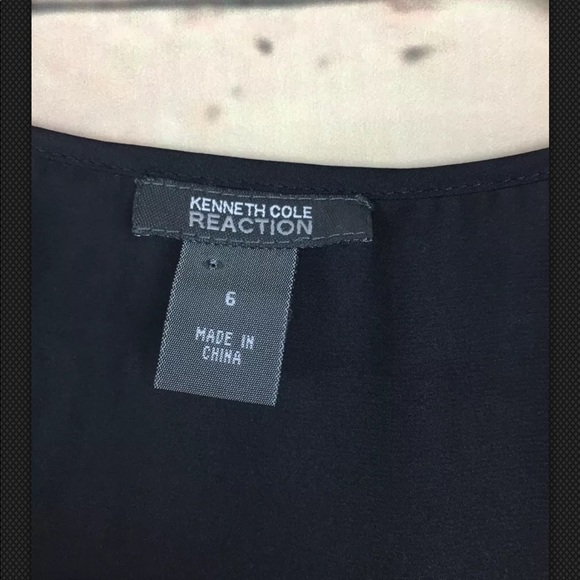 KENNETH COLE
REACTION
6
MADE IN
CHINA